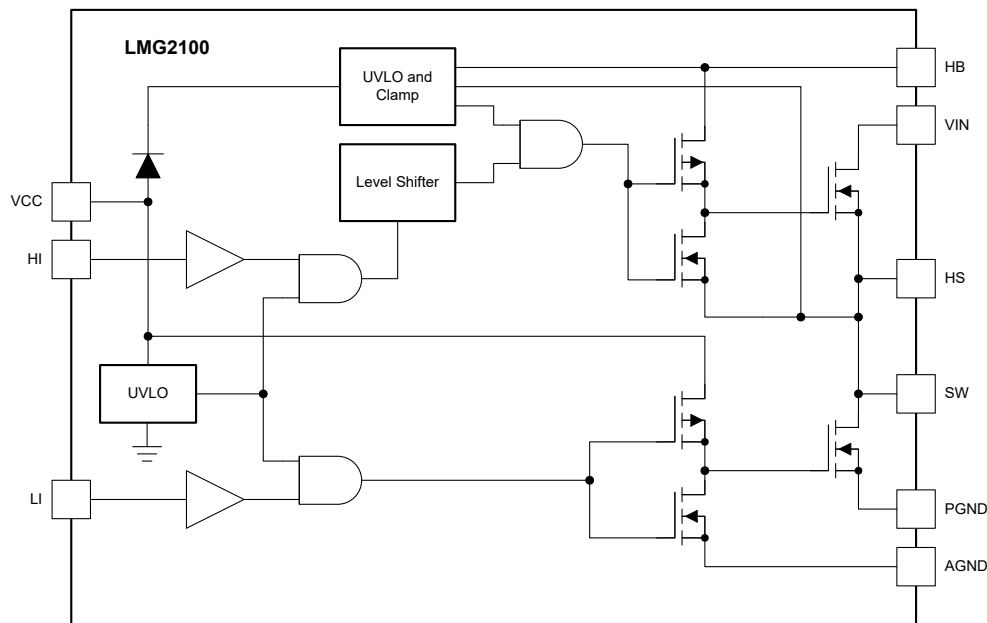 LMG2100
UVLO and
Clamp
HB
VIN
Level Shifter
VCC
HI
HS
UVLO
SW
LI
PGND
AGND